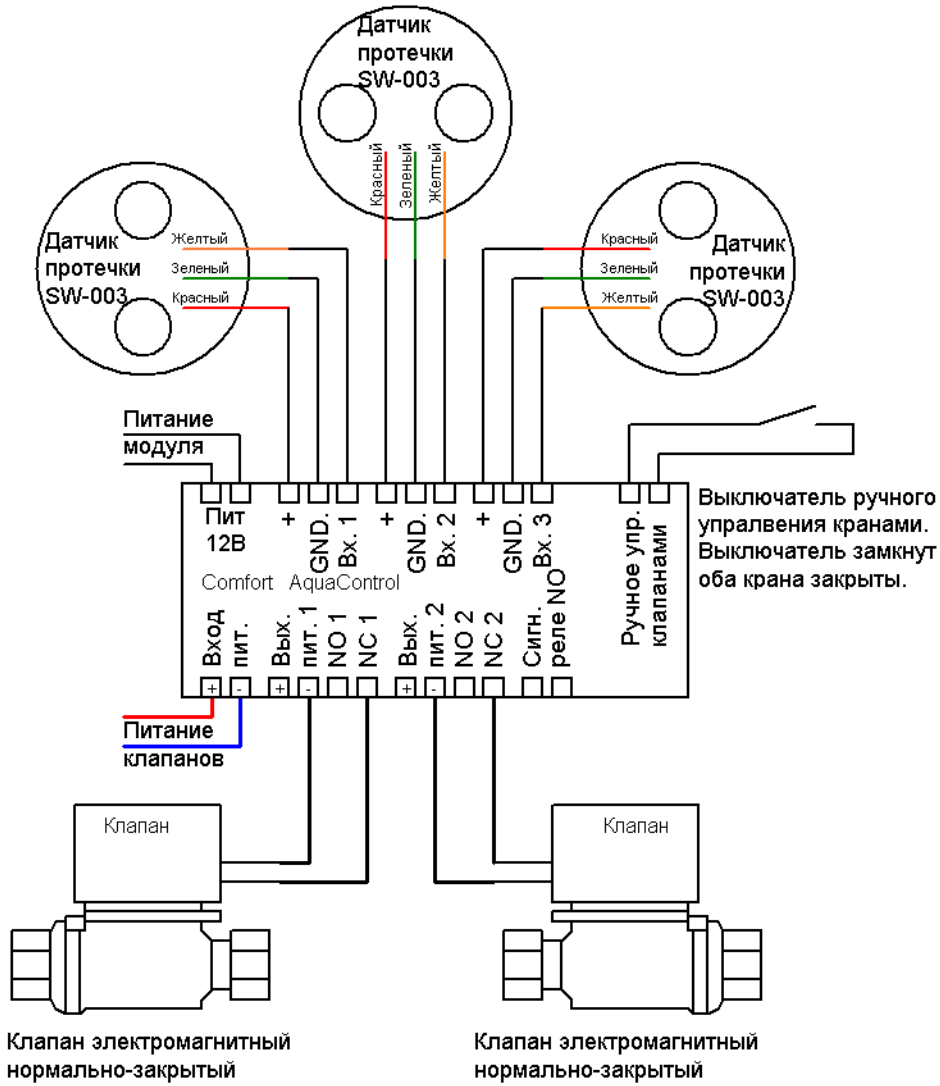 Датчик
протечки
SW-003
Красный
Зеленый
Желтый
Датчик
протечки
SW-003
Желтый
Зеленый
Красный
Красный
Зеленый
Желтый
Датчик
протечки
SW-003
Питание
модуля
Выключатель ручного
упралвения кранами.
Выключатель замкнут
оба крана закрыты.
Пит
12В
+
GND.
Вх. 1
+
GND.
Вх. 2
+
GND.
Вх. 3
Ручное упр.
клапанами
Comfort AquaControl
Вход
пит.
Вых.
пит. 1
NO 1
NC 1
Вых.
пит. 2
NO 2
NC 2
Сигн.
реле NO
+ - + - + -
Питание
клапанов
Клапан
Клапан
Клапан электромагнитный
нормально-закрытый
Клапан электромагнитный
нормально-закрытый